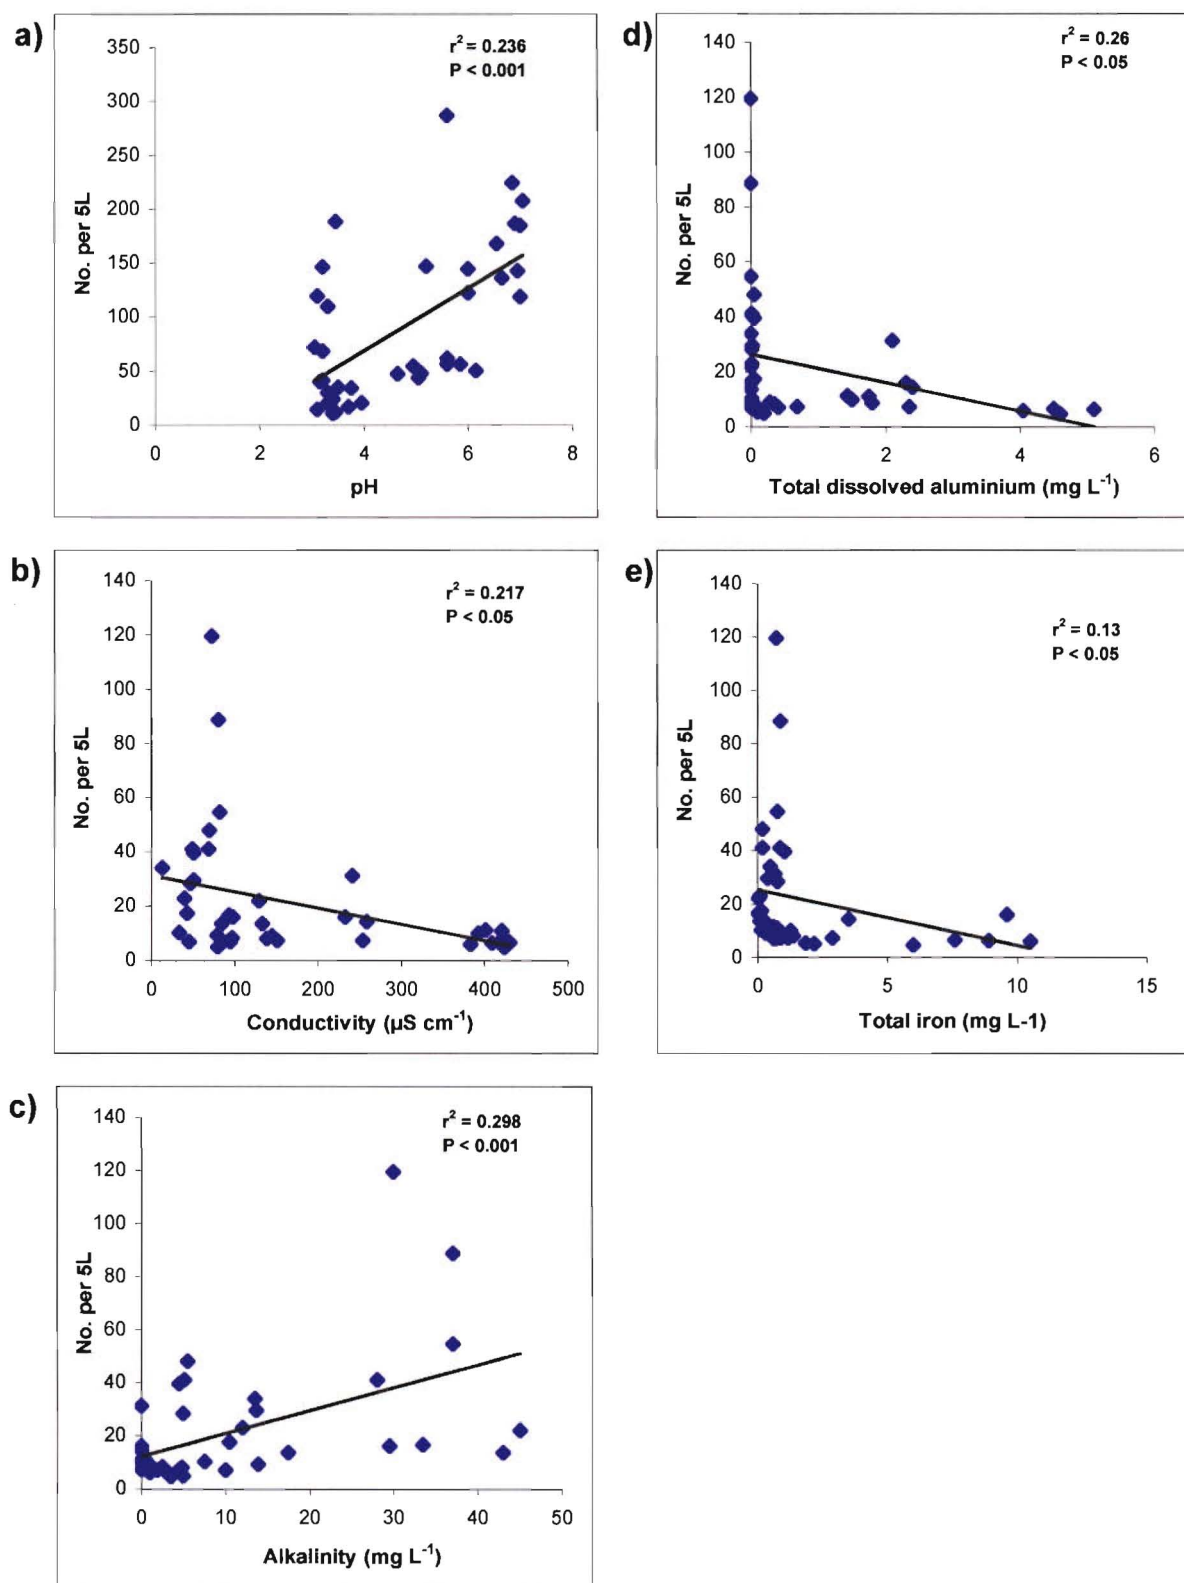 a)
r² = 0.236
P < 0.001
350
300
250
200
150
100
50
0
No. per 5L
0 2 4 6 8
pH
b)
r² = 0.217
P < 0.05
140
120
100
80
60
40
20
0
No. per 5L
0 100 200 300 400 500
Conductivity (µS cm⁻¹)
c)
r² = 0.298
P < 0.001
140
120
100
80
60
40
20
0
No. per 5L
0 10 20 30 40 50
Alkalinity (mg L⁻¹)
d)
r² = 0.26
P < 0.05
140
120
100
80
60
40
20
0
No. per 5L
0 2 4 6
Total dissolved aluminium (mg L⁻¹)
e)
r² = 0.13
P < 0.05
140
120
100
80
60
40
20
0
No. per 5L
0 5 10 15
Total iron (mg L-1)